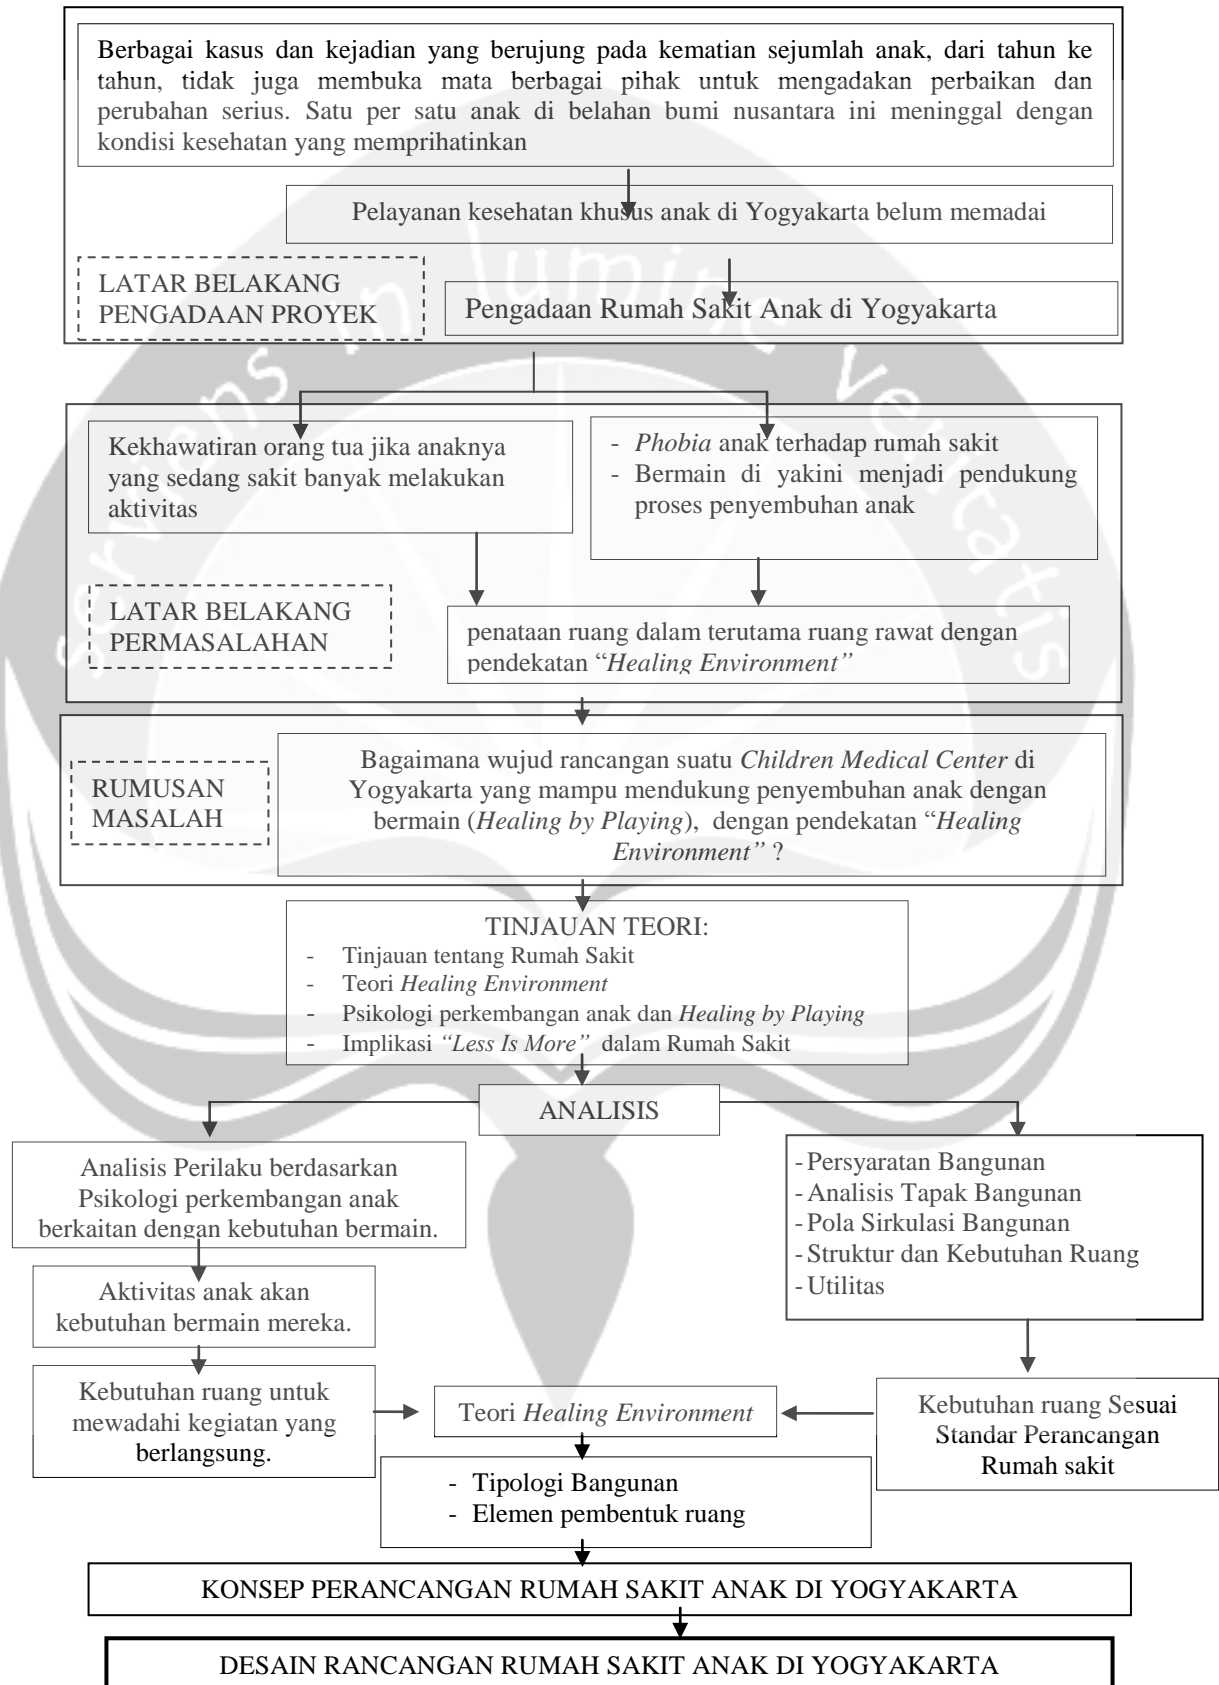 Berbagai kasus dan kejadian yang berujung pada kematian sejumlah anak, dari tahun ke
tahun, tidak juga membuka mata berbagai pihak untuk mengadakan perbaikan dan
perubahan serius. Satu per satu anak di belahan bumi nusantara ini meninggal dengan
kondisi kesehatan yang memprihatinkan
Pelayanan kesehatan khusus anak di Yogyakarta belum memadai
LATAR BELAKANG
PENGADAAN PROYEK
Pengadaan Rumah Sakit Anak di Yogyakarta
serviens in lumine veritatis
Kekhawatiran orang tua jika anaknya
yang sedang sakit banyak melakukan
aktivitas
- Phobia anak terhadap rumah sakit
- Bermain di yakini menjadi pendukung
proses penyembuhan anak
LATAR BELAKANG
PERMASALAHAN
penataan ruang dalam terutama ruang rawat dengan
pendekatan “Healing Environment”
RUMUSAN
MASALAH
Bagaimana wujud rancangan suatu Children Medical Center di
Yogyakarta yang mampu mendukung penyembuhan anak dengan
bermain (Healing by Playing), dengan pendekatan “Healing
Environment” ?
TINJAUAN TEORI:
- Tinjauan tentang Rumah Sakit
- Teori Healing Environment
- Psikologi perkembangan anak dan Healing by Playing
- Implikasi “Less Is More” dalam Rumah Sakit
ANALISIS
Analisis Perilaku berdasarkan
Psikologi perkembangan anak
berkaitan dengan kebutuhan bermain.
- Persyaratan Bangunan
- Analisis Tapak Bangunan
- Pola Sirkulasi Bangunan
- Struktur dan Kebutuhan Ruang
- Utilitas
Aktivitas anak akan
kebutuhan bermain mereka.
Kebutuhan ruang untuk
mewadahi kegiatan yang
berlangsung.
Teori Healing Environment
Kebutuhan ruang Sesuai
Standar Perancangan
Rumah sakit
- Tipologi Bangunan
- Elemen pembentuk ruang
KONSEP PERANCANGAN RUMAH SAKIT ANAK DI YOGYAKARTA
DESAIN RANCANGAN RUMAH SAKIT ANAK DI YOGYAKARTA